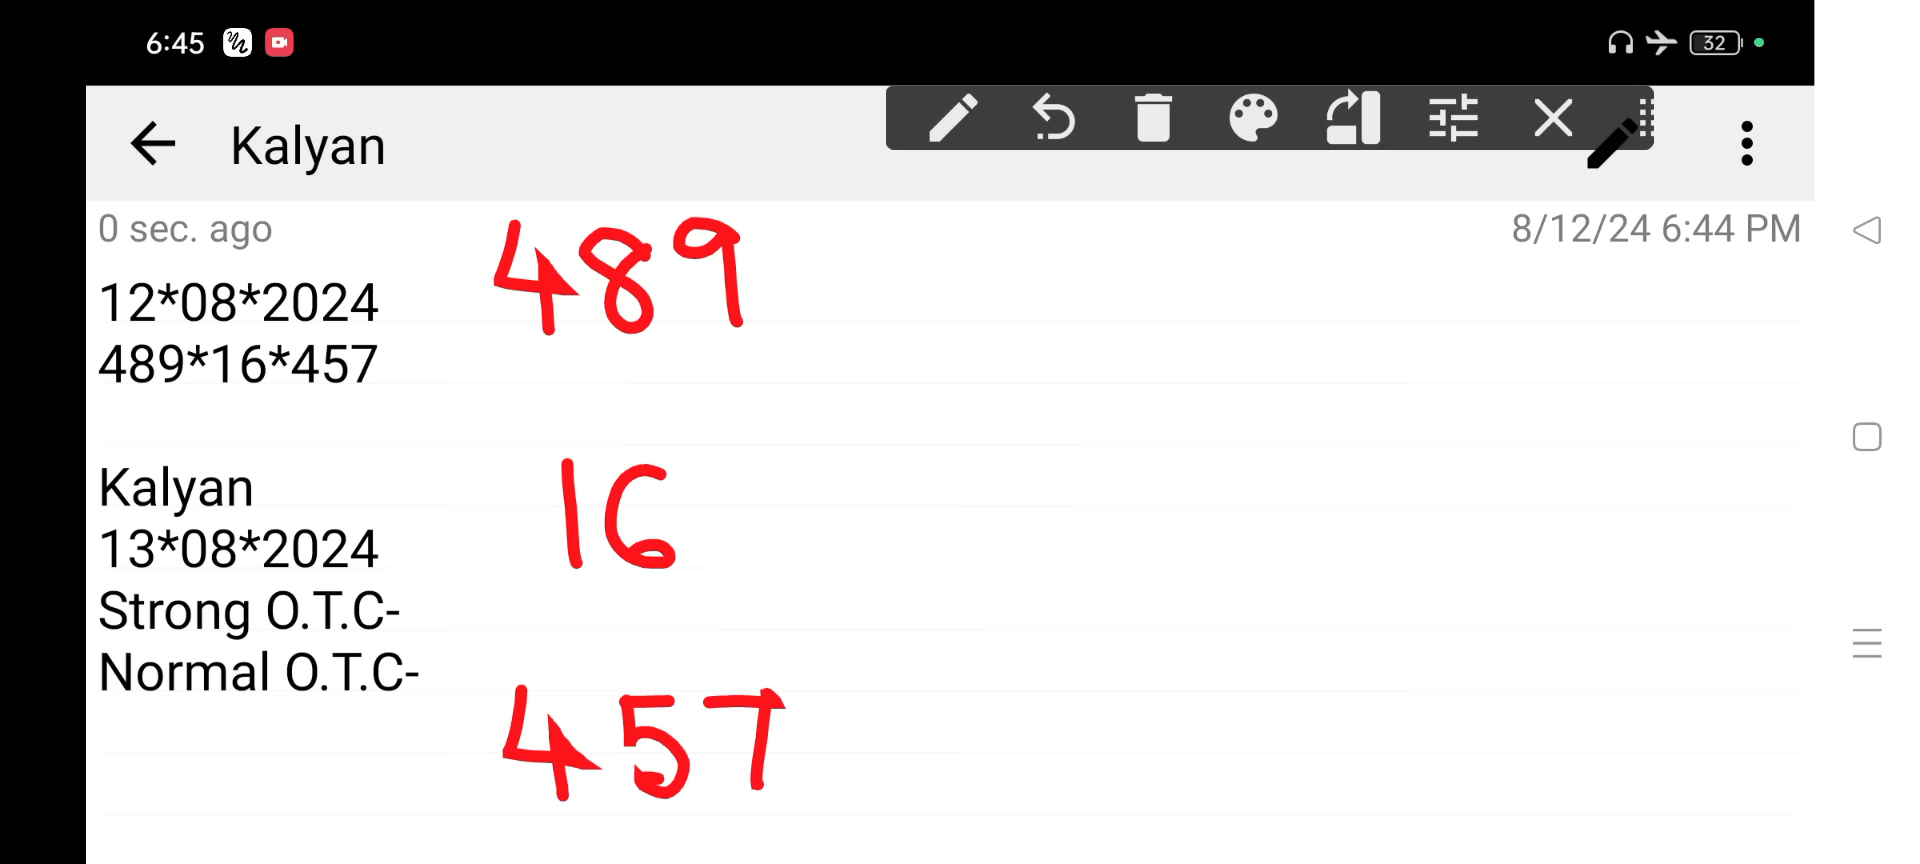 6:45
32
Kalyan
0 sec. ago
8/12/24 6:44 PM
489
12*08*2024
489*16*457
Kalyan
16
13*08*2024
Strong O.T.C-
Normal O.T.C-
457